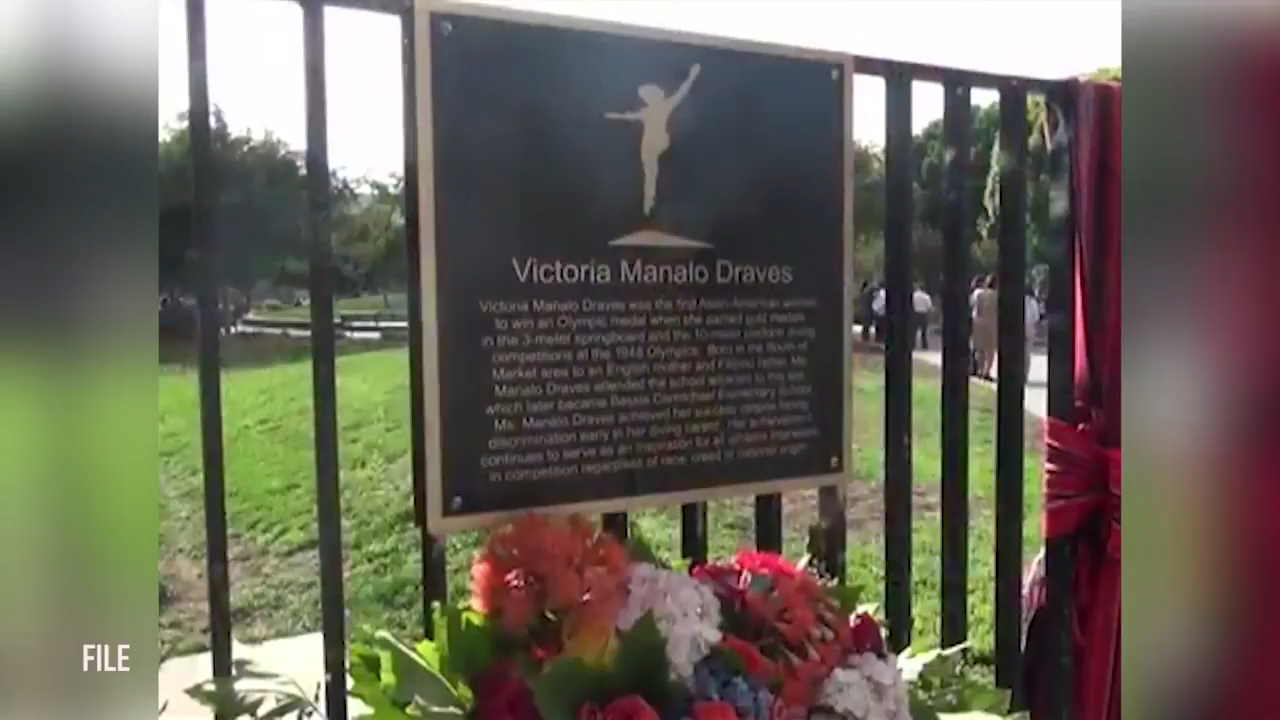 Victoria Manalo Draves
Victoria Manalo Draves was the first Asian-American woman
to win an Olympic medal when she earned gold medals
in the 3-meter springboard and the 10-meter platform diving
competitions at the 1948 Olympics. Born in the South of
Market area to an English mother and Filipino father, Ms.
Manalo Draves attended the school adjacent to this site,
which later became Bessie Carmichael Elementary School.
Ms. Manalo Draves achieved her success despite facing
discrimination early in her diving career. Her achievement
continues to serve as an inspiration for all athletes
in competition regardless of race, creed or national origin.
FILE